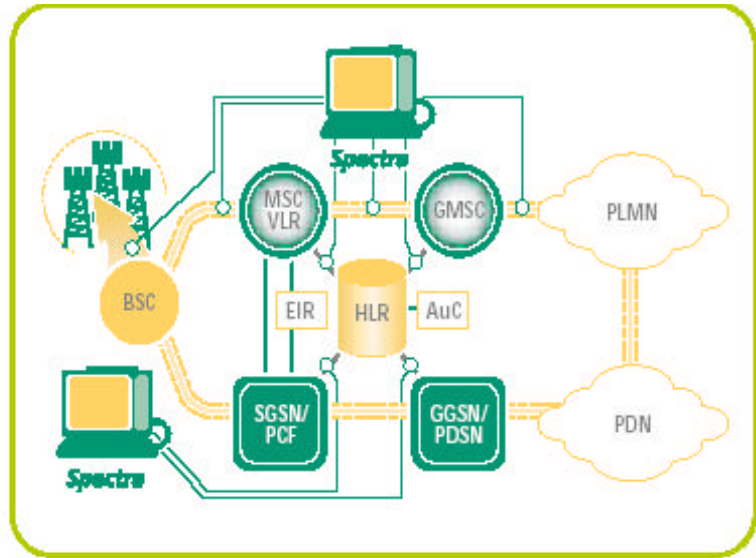 Spectra
MSC
VLR
GMSC
PLMN
BSC
EIR
HLR
AuC
SGSN/
PCF
GGSN/
PDSN
PDN
Spectra